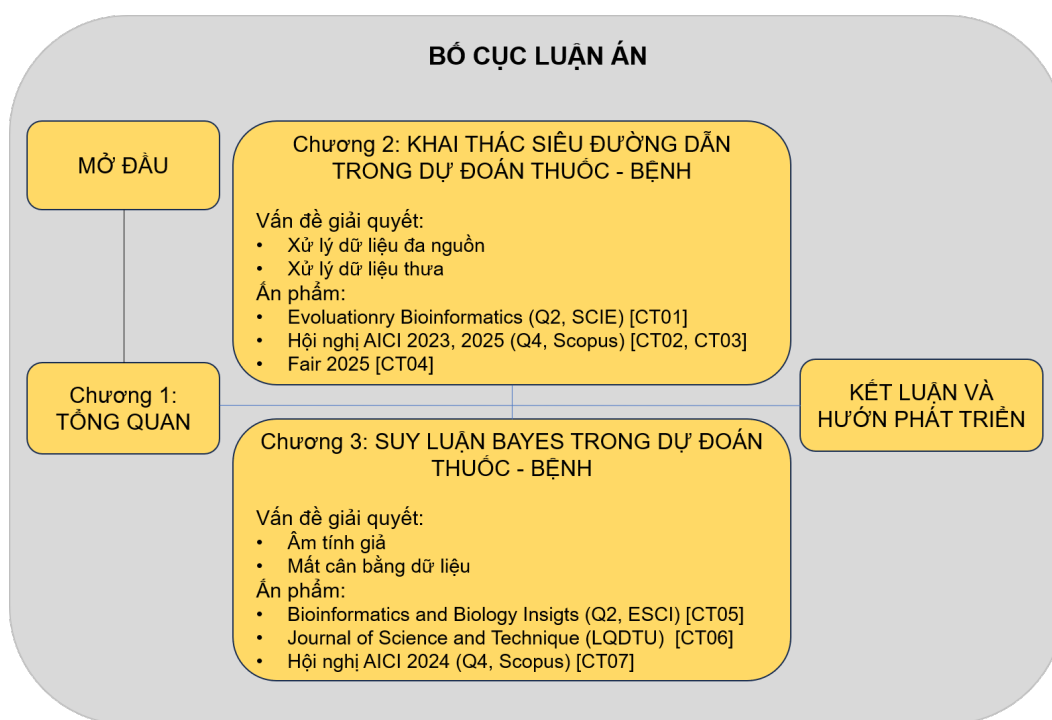 BỐ CỤC LUẬN ÁN
MỞ ĐẦU
Chương 1:
TỔNG QUAN
Chương 2: KHAI THÁC SIÊU ĐƯỜNG DẪN
TRONG DỰ ĐOÁN THUỐC - BỆNH
Vấn đề giải quyết:
• Xử lý dữ liệu đa nguồn
• Xử lý dữ liệu thưa
Ấn phẩm:
• Evoluationry Bioinformatics (Q2, SCIE) [CT01]
• Hội nghị AICI 2023, 2025 (Q4, Scopus) [CT02, CT03]
• Fair 2025 [CT04]
Chương 3: SUY LUẬN BAYES TRONG DỰ ĐOÁN
THUỐC - BỆNH
Vấn đề giải quyết:
• Âm tính giả
• Mất cân bằng dữ liệu
Ấn phẩm:
• Bioinformatics and Biology Insigts (Q2, ESCI) [CT05]
• Journal of Science and Technique (LQDTU) [CT06]
• Hội nghị AICI 2024 (Q4, Scopus) [CT07]
KẾT LUẬN VÀ
HƯỚN PHÁT TRIỂN